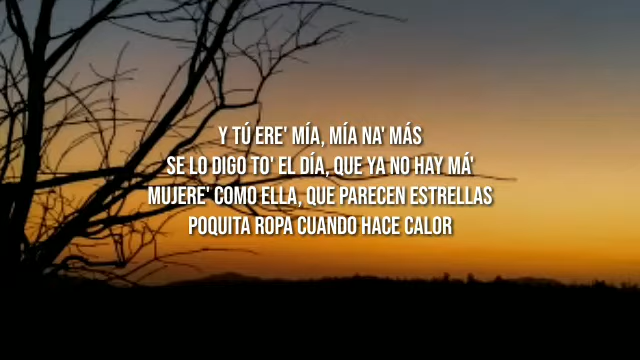 Y TÚ ERE' MÍA, MÍA NA' MÁS
SE LO DIGO TO' EL DÍA, QUE YA NO HAY MÁ'
MUJERE' COMO ELLA, QUE PARECEN ESTRELLAS
POQUITA ROPA CUANDO HACE CALOR